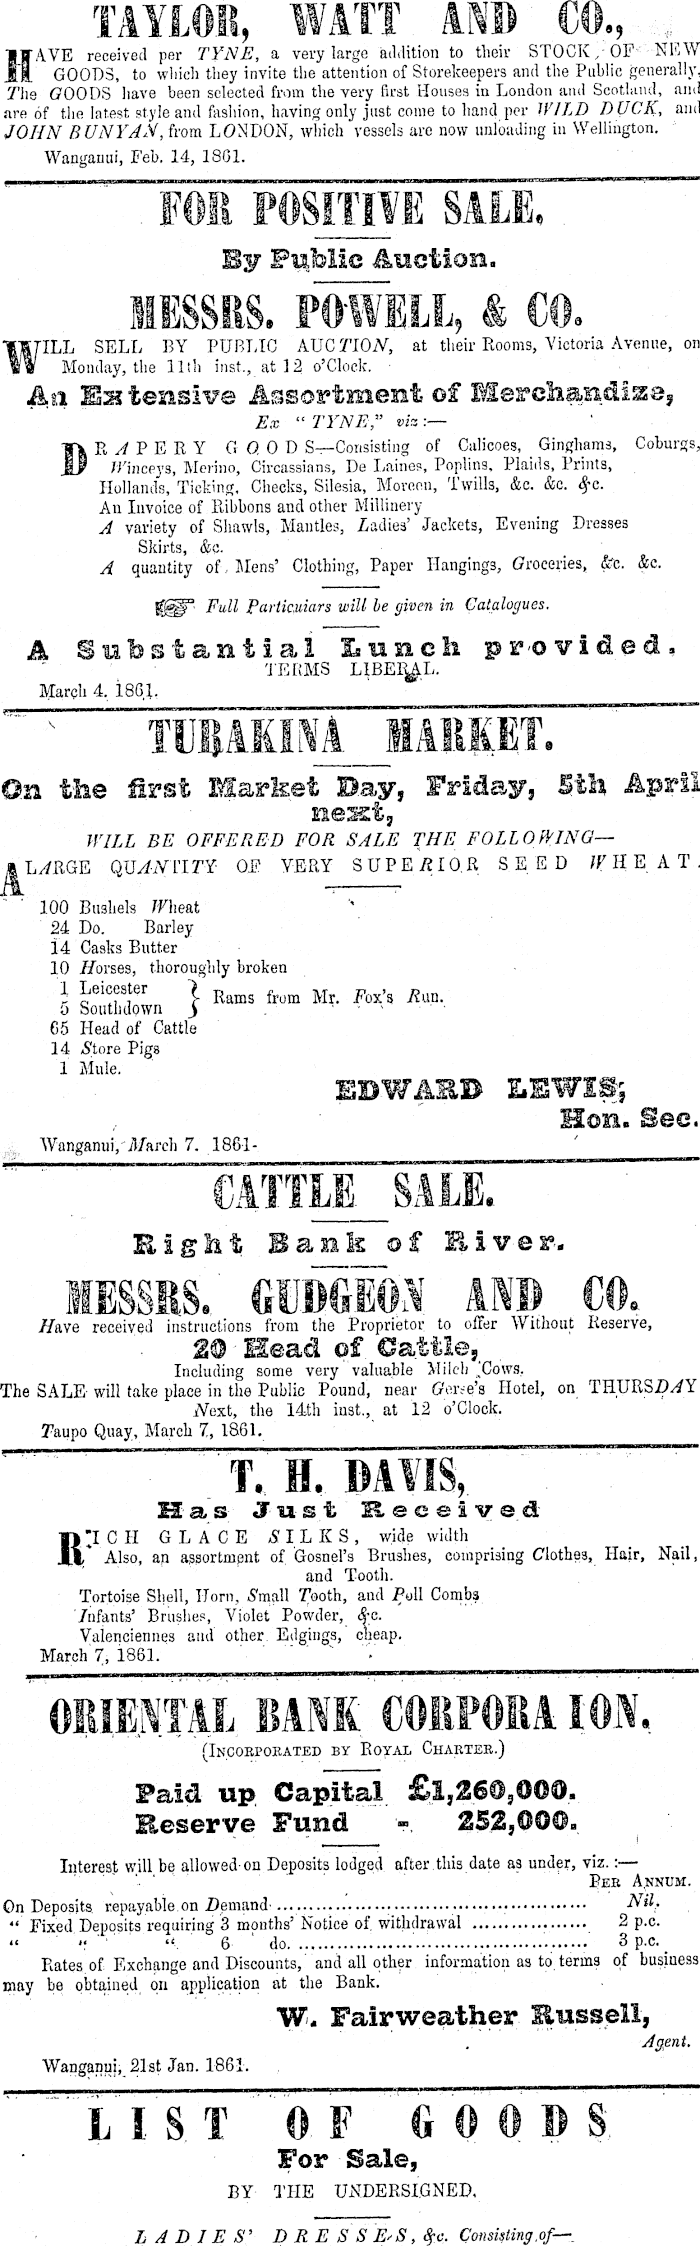 TAYLOR, WATT AND CO.,
HAVE received per TYNE, a very large addition to their STOCK OF NEW
GOODS, to which they invite the attention of Storekeepers and the Public generally.
The GOODS have been selected from the very first Houses in London and Scotland, and
are of the latest style and fashion, having only just come to hand per WILD DUCK, and
JOHN BUNYAN, from LONDON, which vessels are now unloading in Wellington.
Wanganui, Feb. 14, 1861.
FOR POSITIVE SALE.
By Public Auction.
MESSRS. POWELL, & CO.
WILL SELL BY PUBLIC AUCTION, at their Rooms, Victoria Avenue, on
Monday, the 11th inst., at 12 o'Clock.
An Extensive Assortment of Merchandize,
Ex "TYNE," viz:—
DRAPERY GOODS—Consisting of Calicoes, Ginghams, Coburgs,
Winceys, Merino, Circassians, De Laines, Poplins, Plaids, Prints,
Hollands, Ticking, Checks, Silesia, Moreen, Twills, &c. &c. &c.
An Invoice of Ribbons and other Millinery
A variety of Shawls, Mantles, Ladies' Jackets, Evening Dresses
Skirts, &c.
A quantity of Mens' Clothing, Paper Hangings, Groceries, &c. &c.
☞ Full Particuiars will be given in Catalogues.
A Substantial Lunch provided.
TERMS LIBERAL.
March 4. 1861.
TURAKINA MARKET.
On the first Market Day, Friday, 5th April
next,
WILL BE OFFERED FOR SALE THE FOLLOWING—
A LARGE QUANTITY OF VERY SUPERIOR SEED WHEAT.
100 Bushels Wheat
24 Do. Barley
14 Casks Butter
10 Horses, thoroughly broken
1 Leicester
5 Southdown } Rams from Mr. Fox's Run.
65 Head of Cattle
14 Store Pigs
1 Mule.
EDWARD LEWIS;
Hon. Sec.
Wanganui, March 7. 1861-
CATTLE SALE.
Right Bank of River.
MESSRS. GUDGEON AND CO.
Have received instructions from the Proprietor to offer Without Reserve,
20 Head of Cattle,
Including some very valuable Milch Cows.
The SALE will take place in the Public Pound, near Gerse's Hotel, on THURSDAY
Next, the 14th inst., at 12 o'Clock.
Taupo Quay, March 7, 1861.
T. H. DAVIS,
Has Just Received
RICH GLACE SILKS, wide width
Also, an assortment of Gosnel's Brushes, comprising Clothes, Hair, Nail,
and Tooth.
Tortoise Shell, Horn, Small Tooth, and Poll Combs
Infants' Brushes, Violet Powder, &c.
Valenciennes and other Edgings, cheap.
March 7, 1861.
ORIENTAL BANK CORPORA ION.
(INCORPORATED BY ROYAL CHARTER.)
Paid up Capital £1,260,000.
Reserve Fund - 252,000.
Interest will be allowed on Deposits lodged after this date as under, viz.:—
PER ANNUM.
On Deposits repayable on Demand ............ Nil.
" Fixed Deposits requiring 3 months' Notice of withdrawal ............ 2 p.c.
" " " 6 do. ............ 3 p.c.
Rates of Exchange and Discounts, and all other information as to terms of business
may be obtained on application at the Bank.
W. Fairweather Russell,
Agent.
Wanganui, 21st Jan. 1861.
LIST OF GOODS
For Sale,
BY THE UNDERSIGNED.
LADIES' DRESSES, &c. Consisting of—